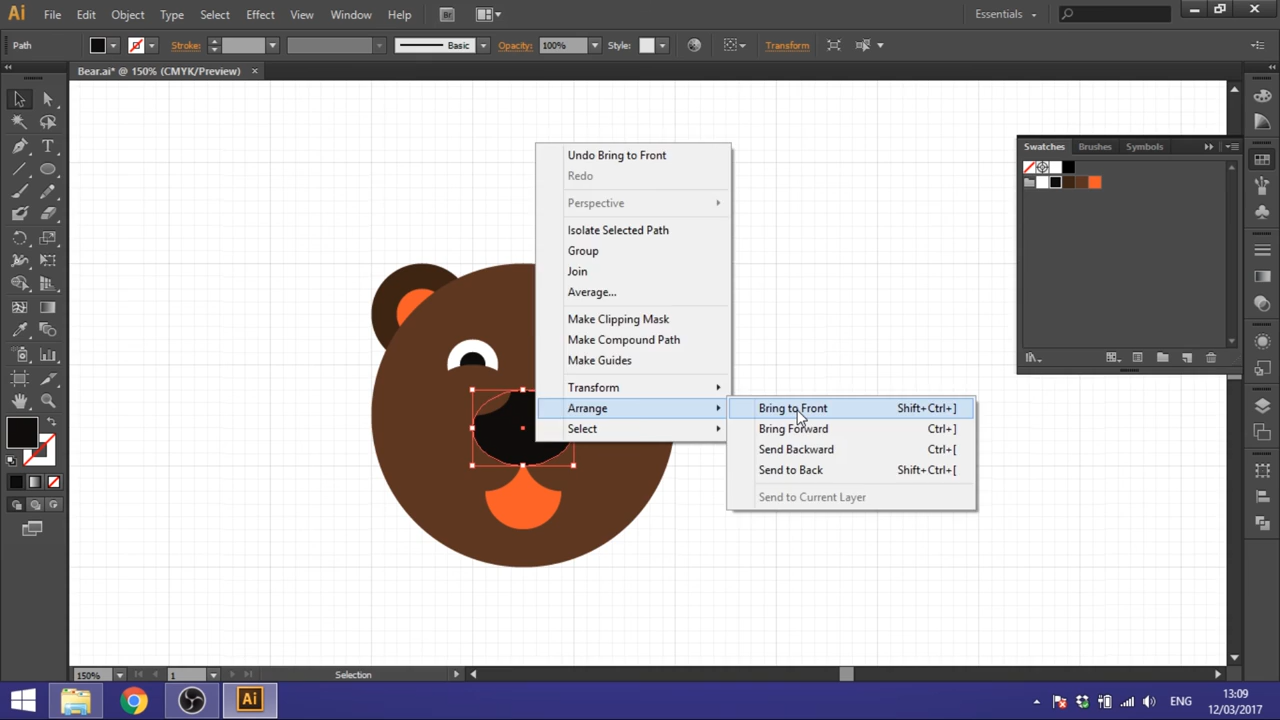 Ai File Edit Object Type Select Effect View Window Help Br Essentials
Path Stroke: Basic Opacity: 100% Style: Transform
Bear.ai* @ 150% (CMYK/Preview) ×
Undo Bring to Front
Redo
Perspective
Isolate Selected Path
Group
Join
Average...
Make Clipping Mask
Make Compound Path
Make Guides
Transform
Arrange
Select
Bring to Front Shift+Ctrl+]
Bring Forward Ctrl+]
Send Backward Ctrl+[
Send to Back Shift+Ctrl+[
Send to Current Layer
Swatches Brushes Symbols
150% 1 Selection
Ai ENG 13:09
12/03/2017